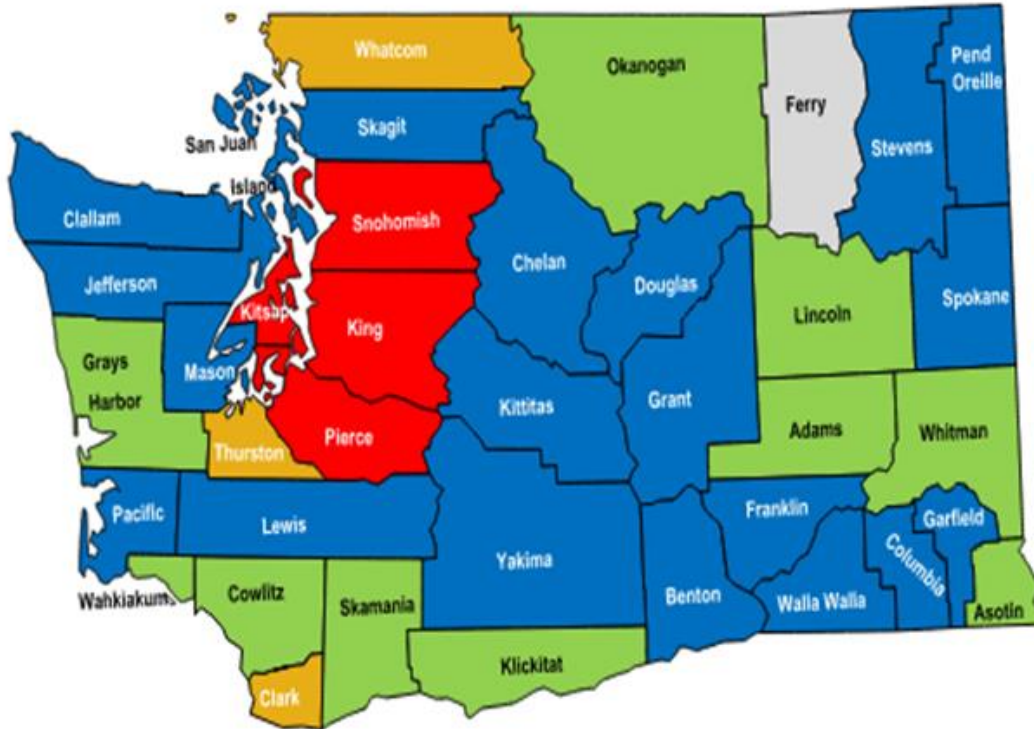 Whatcom
Okanogan
Ferry
Pend
Oreille
Stevens
Skagit
San Juan
Island
Clallam
Snohomish
Chelan
Douglas
Jefferson
Kitsap
King
Lincoln
Spokane
Grays
Harbor
Mason
Kittitas
Grant
Adams
Whitman
Thurston
Pierce
Pacific
Lewis
Yakima
Franklin
Garfield
Columbia
Wahkiakum
Cowlitz
Skamania
Benton
Walla Walla
Asotin
Klickitat
Clark